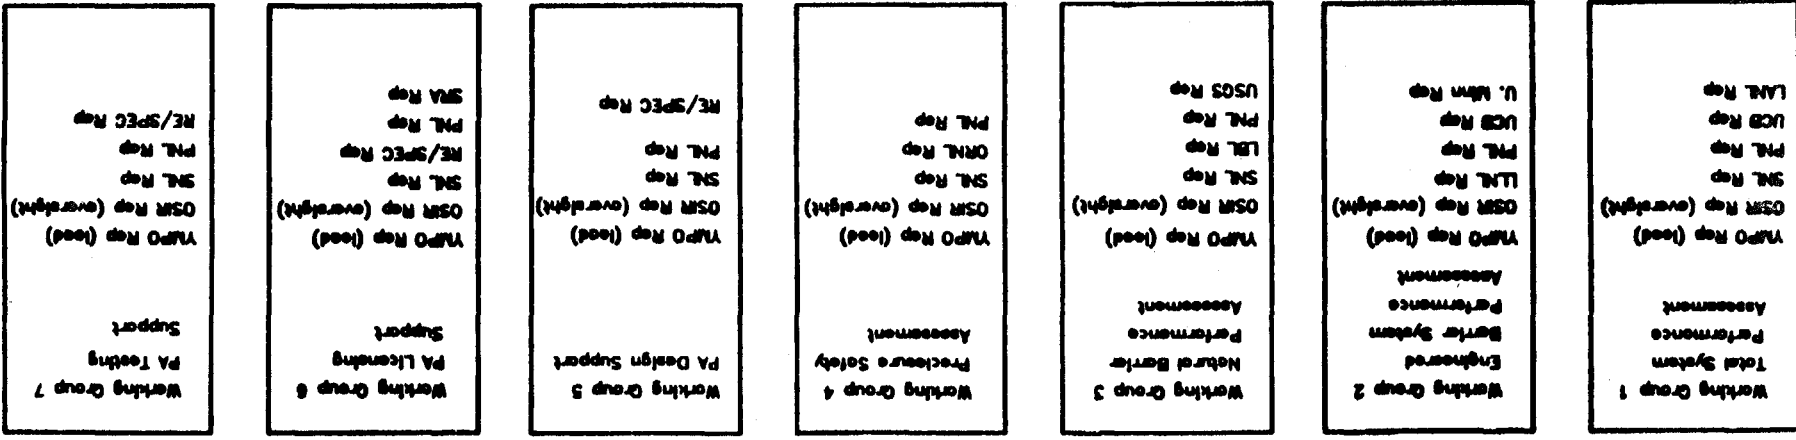 Working Group 1
Total System
Performance
Assessment
YMPO Rep (lead)
OSIR Rep (oversight)
SNL Rep
PNL Rep
UCB Rep
LANL Rep
Working Group 2
Engineered
Barrier System
Performance
Assessment
YMPO Rep (lead)
OSIR Rep (oversight)
LLNL Rep
PNL Rep
UCB Rep
U. Minn Rep
Working Group 3
Natural Barrier
Performance
Assessment
YMPO Rep (lead)
OSIR Rep (oversight)
SNL Rep
LBL Rep
PNL Rep
USGS Rep
Working Group 4
Preclosure Safety
Assessment
YMPO Rep (lead)
OSIR Rep (oversight)
SNL Rep
ORNL Rep
PNL Rep
Working Group 5
PA Design Support
YMPO Rep (lead)
OSIR Rep (oversight)
SNL Rep
PNL Rep
RE/SPEC Rep
Working Group 6
PA Licensing
Support
YMPO Rep (lead)
OSIR Rep (oversight)
SNL Rep
RE/SPEC Rep
PNL Rep
SRA Rep
Working Group 7
PA Testing
Support
YMPO Rep (lead)
OSIR Rep (oversight)
SNL Rep
PNL Rep
RE/SPEC Rep